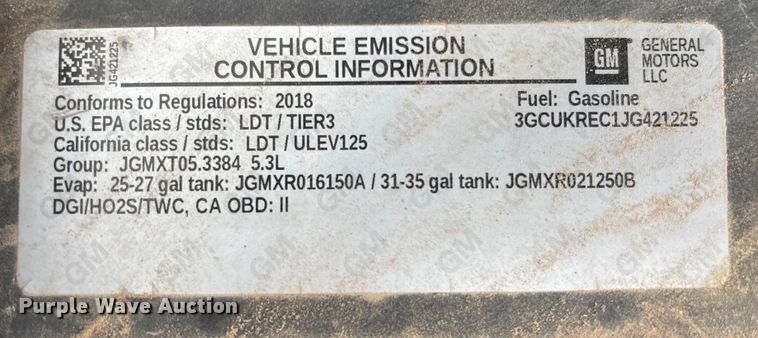 JG421225
VEHICLE EMISSION
CONTROL INFORMATION
GM
GENERAL
MOTORS
LLC
Conforms to Regulations: 2018
Fuel: Gasoline
U.S. EPA class / stds: LDT / TIER3
3GCUKREC1JG421225
California class / stds: LDT / ULEV125
Group: JGMXT05.3384 5.3L
Evap: 25-27 gal tank: JGMXR016150A / 31-35 gal tank: JGMXR021250B
DGI/HO2S/TWC, CA OBD: II
Purple Wave Auction